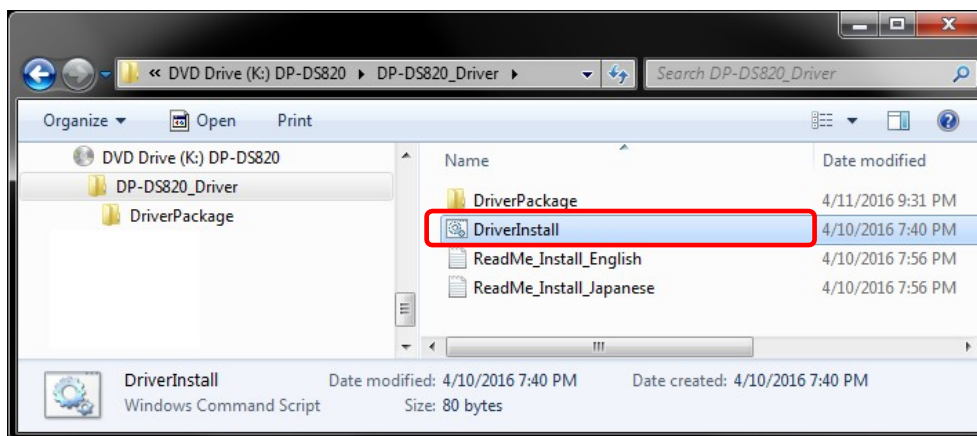 « DVD Drive (K:) DP-DS820 ▸ DP-DS820_Driver ▸ Search DP-DS820_Driver
Organize ▾ Open Print
DVD Drive (K:) DP-DS820
DP-DS820_Driver
DriverPackage
Name Date modified
DriverPackage 4/11/2016 9:31 PM
DriverInstall 4/10/2016 7:40 PM
ReadMe_Install_English 4/10/2016 7:56 PM
ReadMe_Install_Japanese 4/10/2016 7:56 PM
DriverInstall Date modified: 4/10/2016 7:40 PM Date created: 4/10/2016 7:40 PM
Windows Command Script Size: 80 bytes